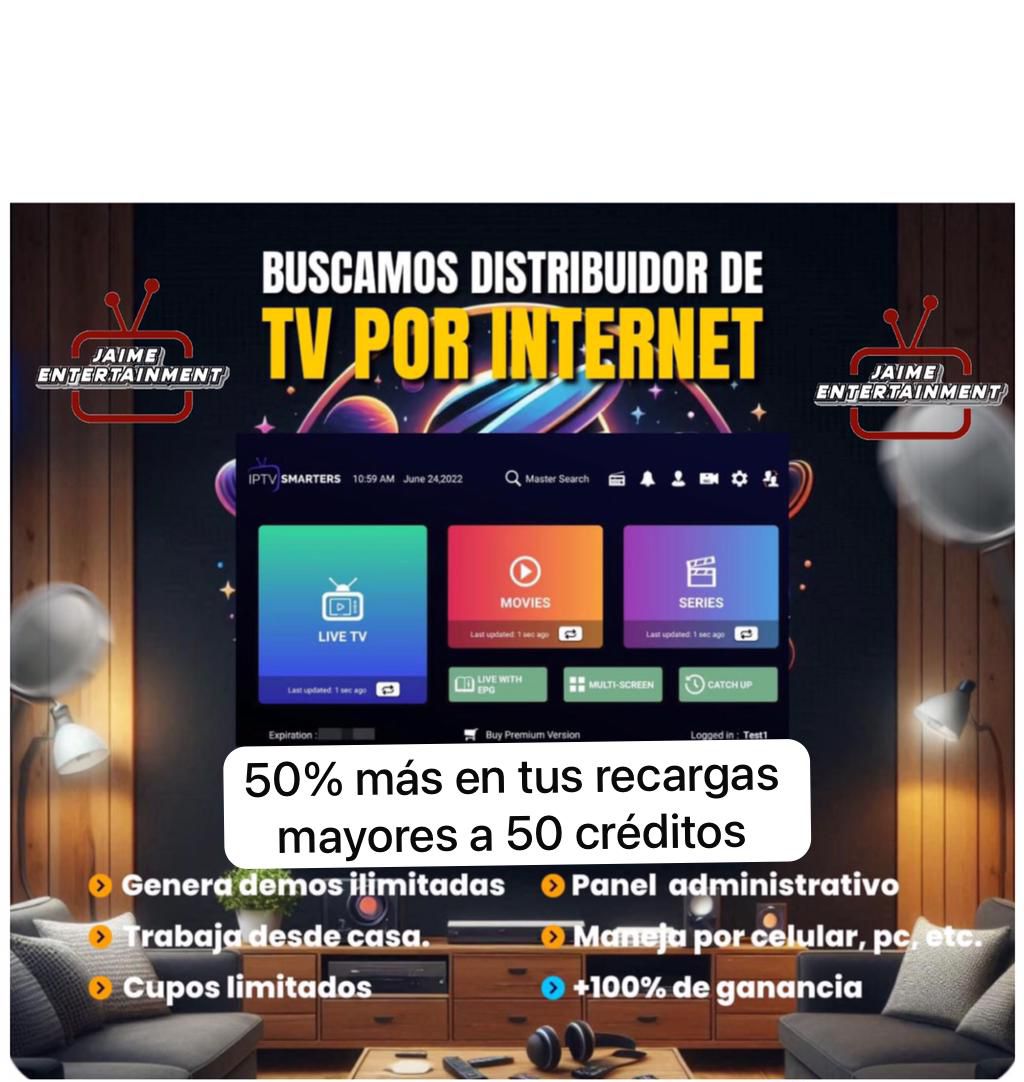 BUSCAMOS DISTRIBUIDOR DE
TV POR INTERNET
JAIME
ENTERTAINMENT
JAIME
ENTERTAINMENT
IPTV SMARTERS 10:59 AM June 24,2022 Master Search
LIVE TV
Last updated: 1 sec ago
MOVIES
Last updated: 1 sec ago
SERIES
Last updated: 1 sec ago
LIVE WITH
EPG
MULTI-SCREEN
CATCH UP
Expiration : Buy Premium Version Logged in : Test1
50% más en tus recargas
mayores a 50 créditos
Genera demos ilimitadas
Panel administrativo
Trabaja desde casa.
Maneja por celular, pc, etc.
Cupos limitados
+100% de ganancia